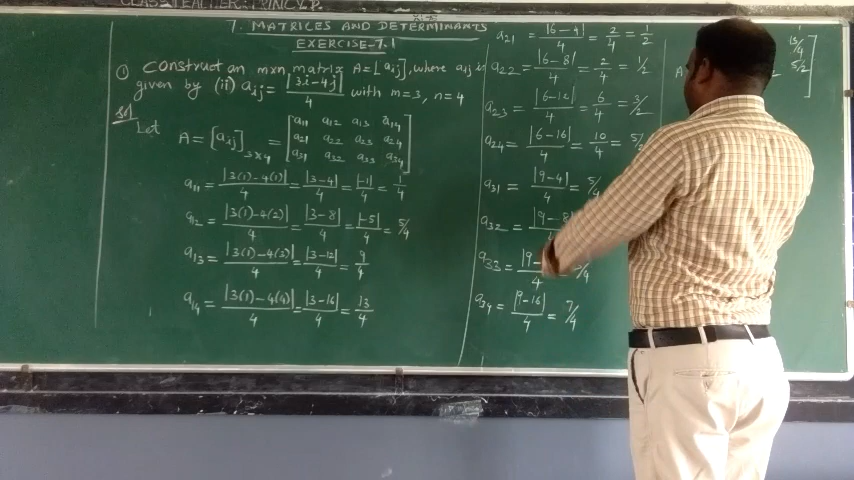 CLASS TEACHER: VINCY.P.
7. MATRICES AND DETERMINANTS
EXERCISE-7.1
① Construct an mxn matrix A=[aij], where aij is
given by (ii) aij = |3i-4j|/4 with m=3, n=4
Sol
Let
A = [aij]3x4 = [a11 a12 a13 a14
a21 a22 a23 a24
a31 a32 a33 a34]
a11 = |3(1)-4(1)|/4 = |3-4|/4 = |-1|/4 = 1/4
a12 = |3(1)-4(2)|/4 = |3-8|/4 = |-5|/4 = 5/4
a13 = |3(1)-4(3)|/4 = |3-12|/4 = 9/4
a14 = |3(1)-4(4)|/4 = |3-16|/4 = 13/4
a21 = |6-4|/4 = 2/4 = 1/2
a22 = |6-8|/4 = 2/4 = 1/2
a23 = |6-12|/4 = 6/4 = 3/2
a24 = |6-16|/4 = 10/4 = 5/2
a31 = |9-4|/4 = 5/4
a32 = |9-8|
a33 = |9-
a34 = |9-16|/4 = 7/4
A
5/2